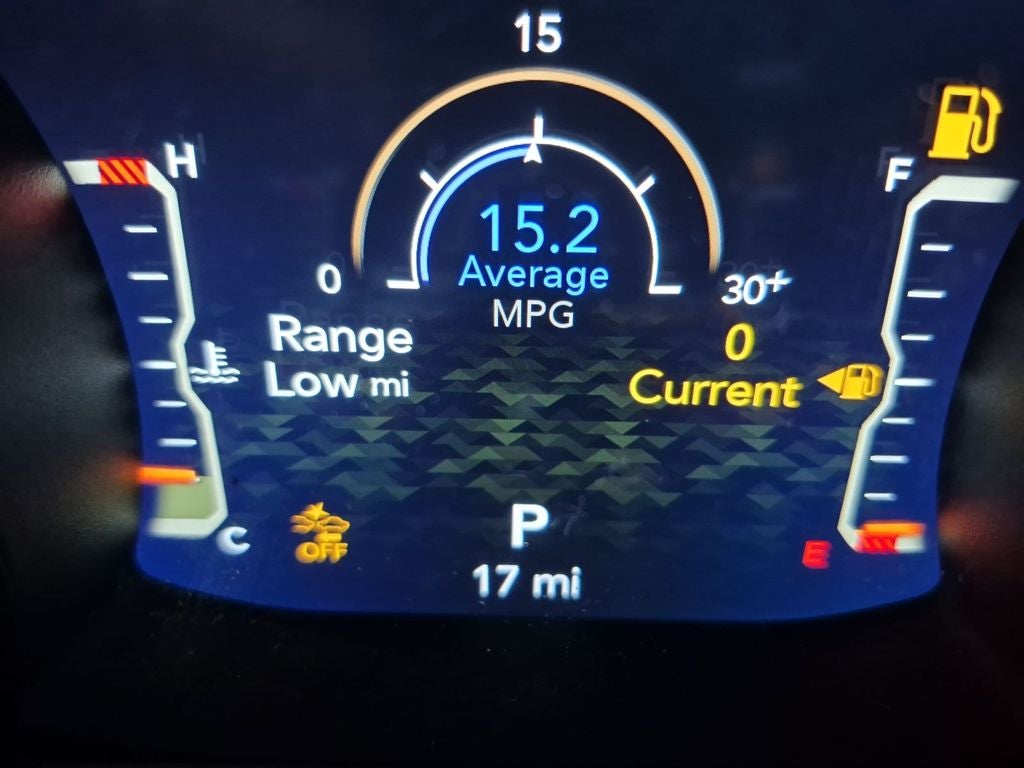 15
H
F
15.2
Average
MPG
0
30+
Range
Low mi
0
Current
OFF
C
P
E
17 mi